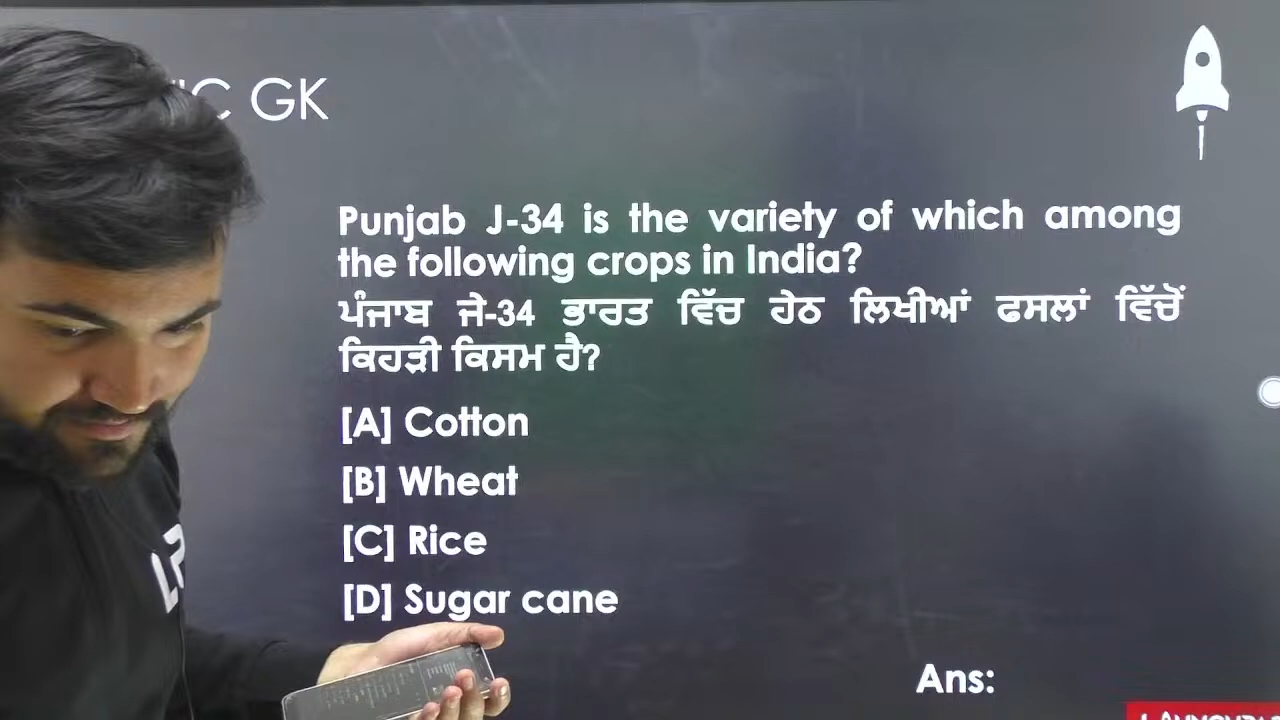 GK
Punjab J-34 is the variety of which among
the following crops in India?
ਪੰਜਾਬ ਜੇ-34 ਭਾਰਤ ਵਿੱਚ ਹੇਠ ਲਿਖੀਆਂ ਫਸਲਾਂ ਵਿੱਚੋਂ
ਕਿਹੜੀ ਕਿਸਮ ਹੈ?
[A] Cotton
[B] Wheat
[C] Rice
[D] Sugar cane
Ans: